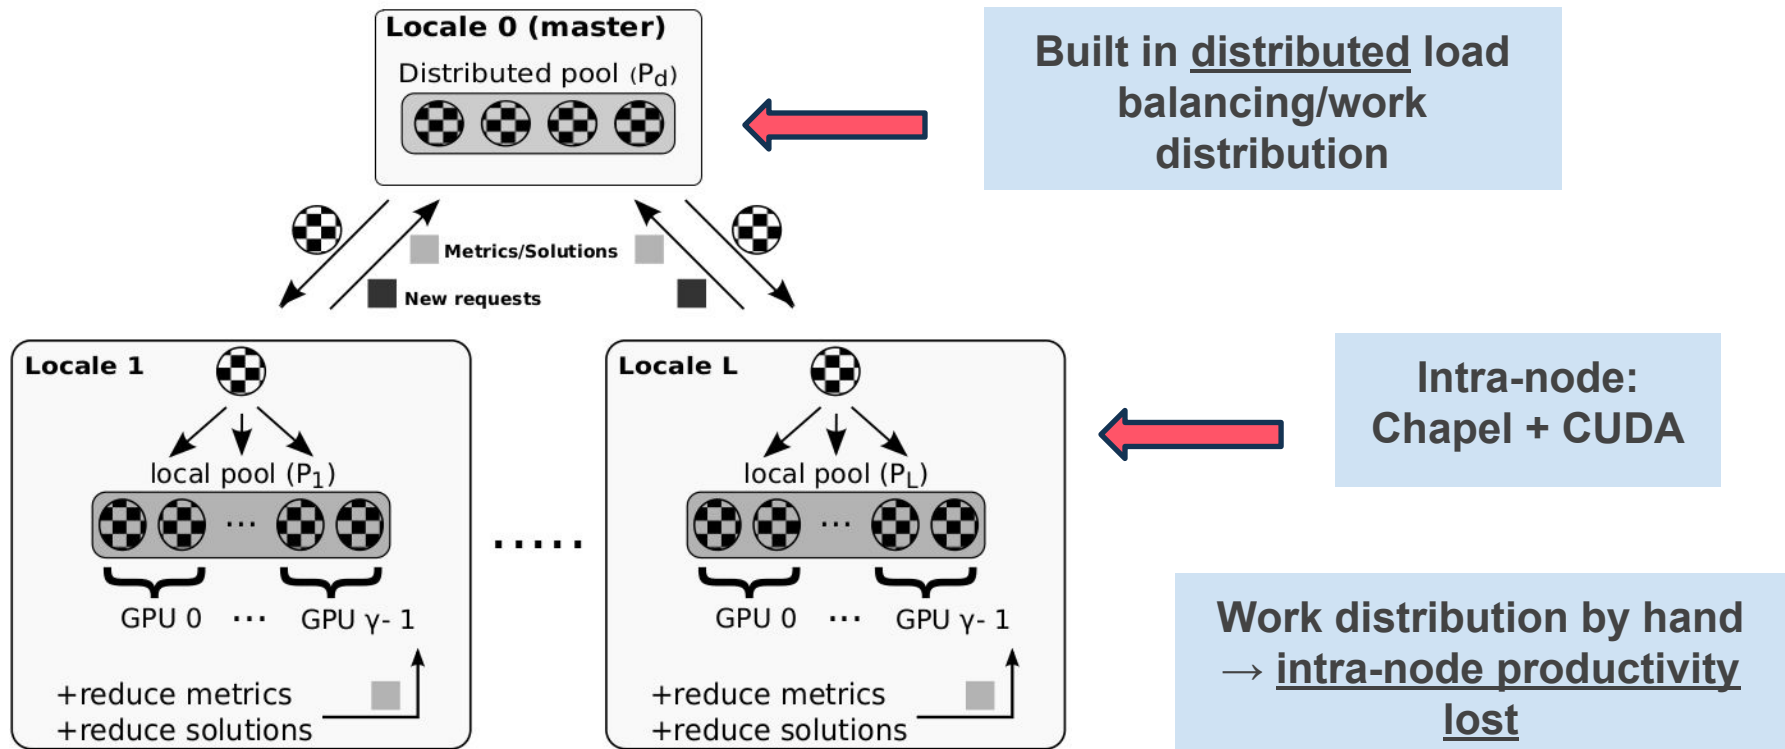 Locale 0 (master)
Distributed pool (Pd)
Built in distributed load
balancing/work
distribution
Metrics/Solutions
New requests
Locale 1
local pool (P1)
...
GPU 0 ... GPU γ- 1
+reduce metrics
+reduce solutions
.....
Locale L
local pool (PL)
...
GPU 0 ... GPU γ- 1
+reduce metrics
+reduce solutions
Intra-node:
Chapel + CUDA
Work distribution by hand
→ intra-node productivity
lost